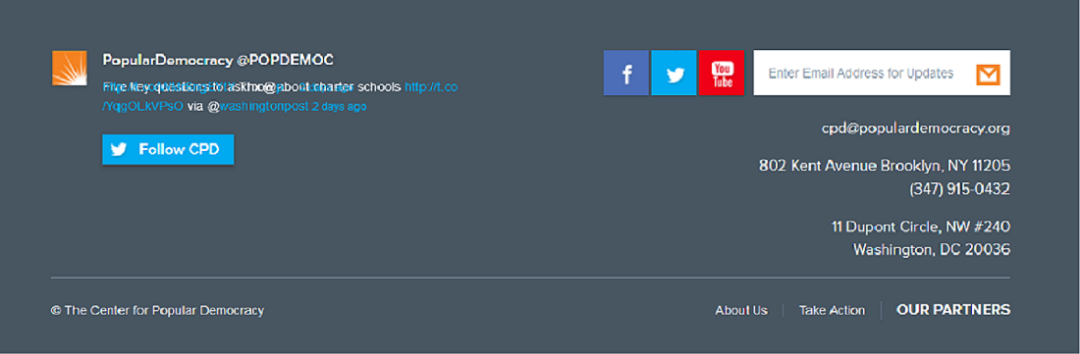 PopularDemocracy @POPDEMOC
Five key questions to ask about charter schools http://t.co
/YqgOLkVPsO via @washingtonpost 2 days ago
Follow CPD
f
You
Tube
Enter Email Address for Updates
cpd@populardemocracy.org
802 Kent Avenue Brooklyn, NY 11205
(347) 915-0432
11 Dupont Circle, NW #240
Washington, DC 20036
© The Center for Popular Democracy
About Us | Take Action | OUR PARTNERS